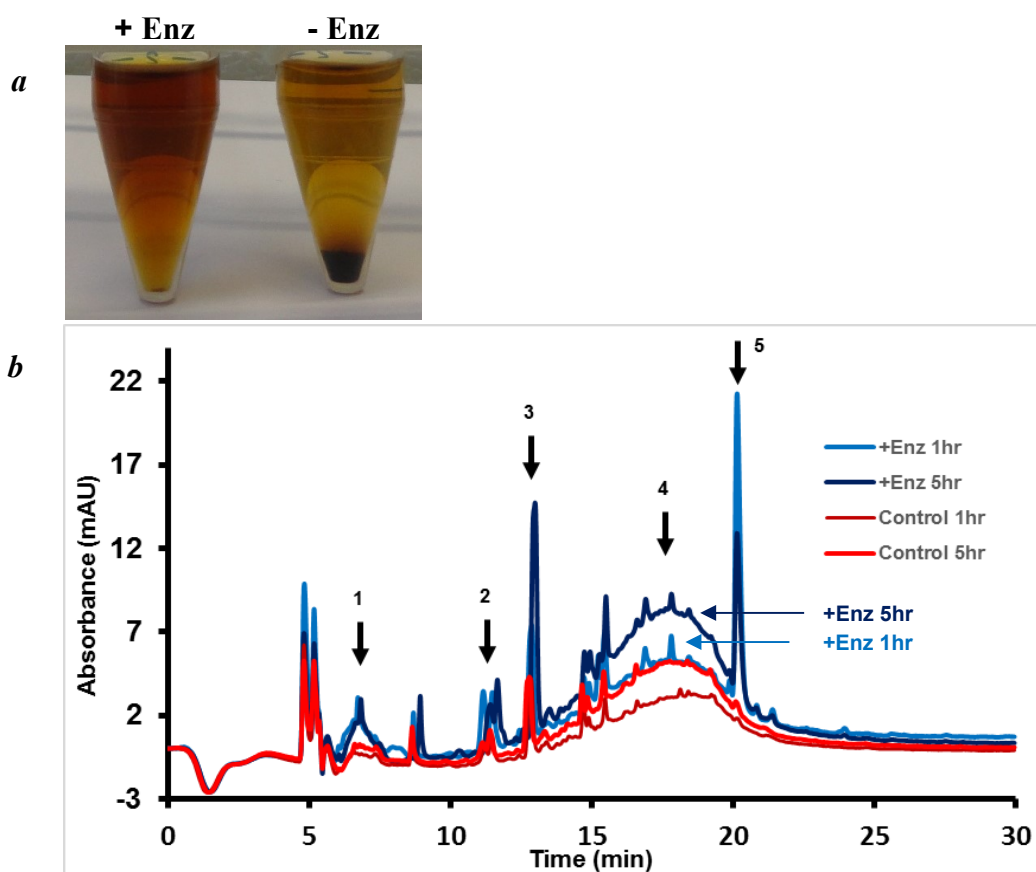 + Enz - Enz
a
b
5
22
3
+Enz 1hr
17
+Enz 5hr
4
Control 1hr
12
Control 5hr
Absorbance (mAU)
1
2
+Enz 5hr
7
+Enz 1hr
2
-3
0 5 10 15 20 25 30
Time (min)